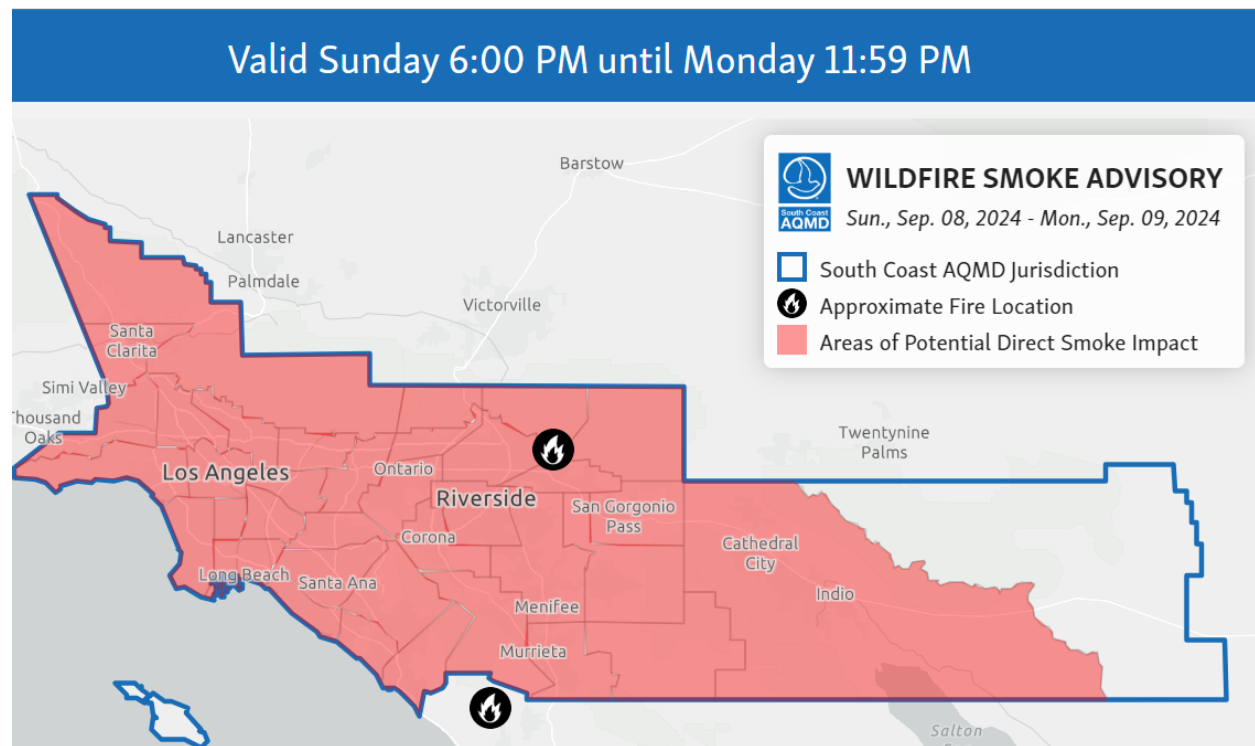 Valid Sunday 6:00 PM until Monday 11:59 PM
Barstow
South Coast
AQMD
WILDFIRE SMOKE ADVISORY
Sun., Sep. 08, 2024 - Mon., Sep. 09, 2024
South Coast AQMD Jurisdiction
Approximate Fire Location
Areas of Potential Direct Smoke Impact
Lancaster
Palmdale
Victorville
Santa
Clarita
Simi Valley
Thousand
Oaks
Twentynine
Palms
Los Angeles
Ontario
Riverside
San Gorgonio
Pass
Corona
Cathedral
City
Long Beach
Santa Ana
Indio
Menifee
Murrieta
Salton